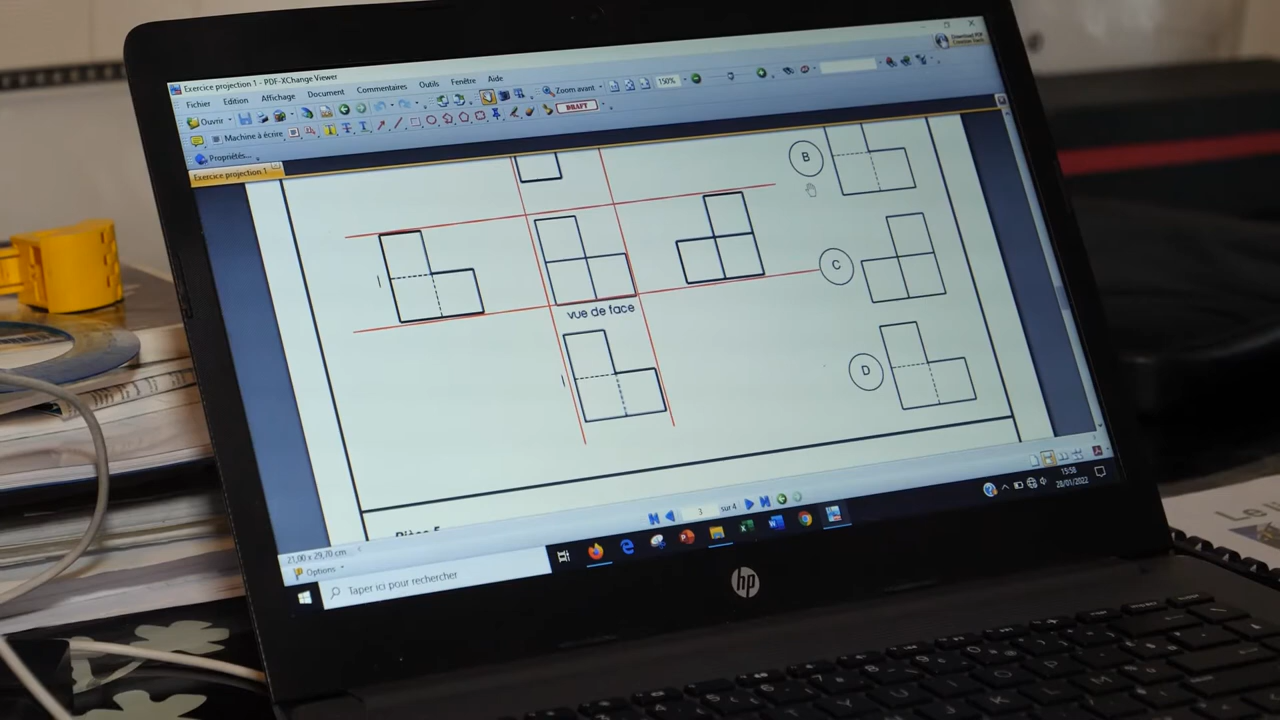 Exercice projection 1 - PDF-XChange Viewer
Fichier Edition Affichage Document Commentaires Outils Fenêtre Aide
Ouvrir Zoom avant 150%
Machine à écrire DRAFT
Propriétés...
Exercice projection 1
B
C
vue de face
D
3 sur 4
21,00 x 29,70 cm
Options
Taper ici pour rechercher
15:58
28/01/2022
hp